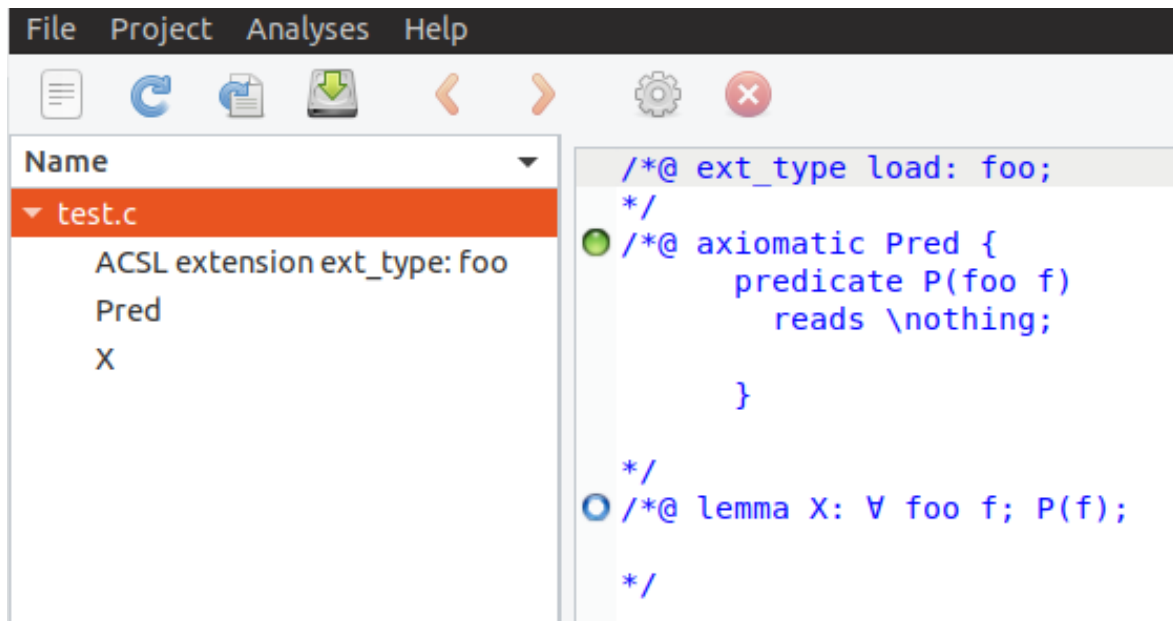 File Project Analyses Help
Name
test.c
ACSL extension ext_type: foo
Pred
X
/*@ ext_type load: foo;
*/
/*@ axiomatic Pred {
predicate P(foo f)
reads \nothing;
}
*/
/*@ lemma X: ∀ foo f; P(f);
*/